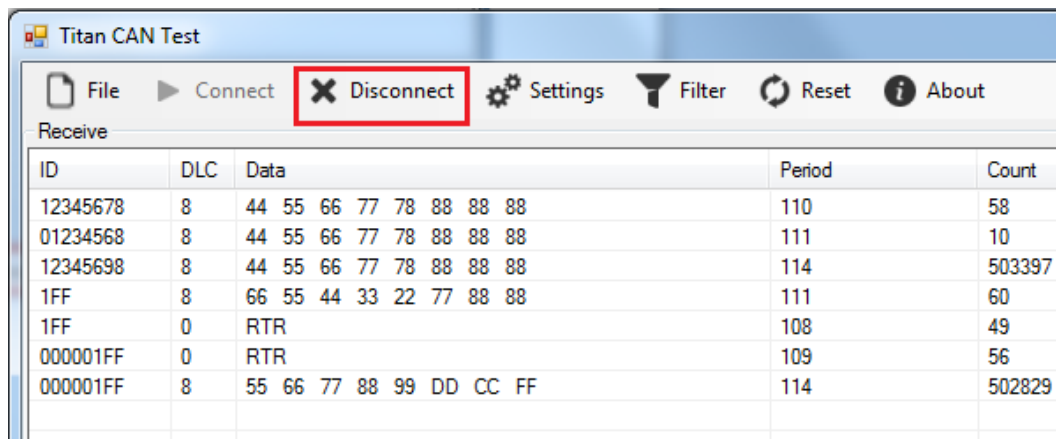 Titan CAN Test
File Connect Disconnect Settings Filter Reset About
Receive
ID DLC Data Period Count
12345678 8 44 55 66 77 78 88 88 88 110 58
01234568 8 44 55 66 77 78 88 88 88 111 10
12345698 8 44 55 66 77 78 88 88 88 114 503397
1FF 8 66 55 44 33 22 77 88 88 111 60
1FF 0 RTR 108 49
000001FF 0 RTR 109 56
000001FF 8 55 66 77 88 99 DD CC FF 114 502829